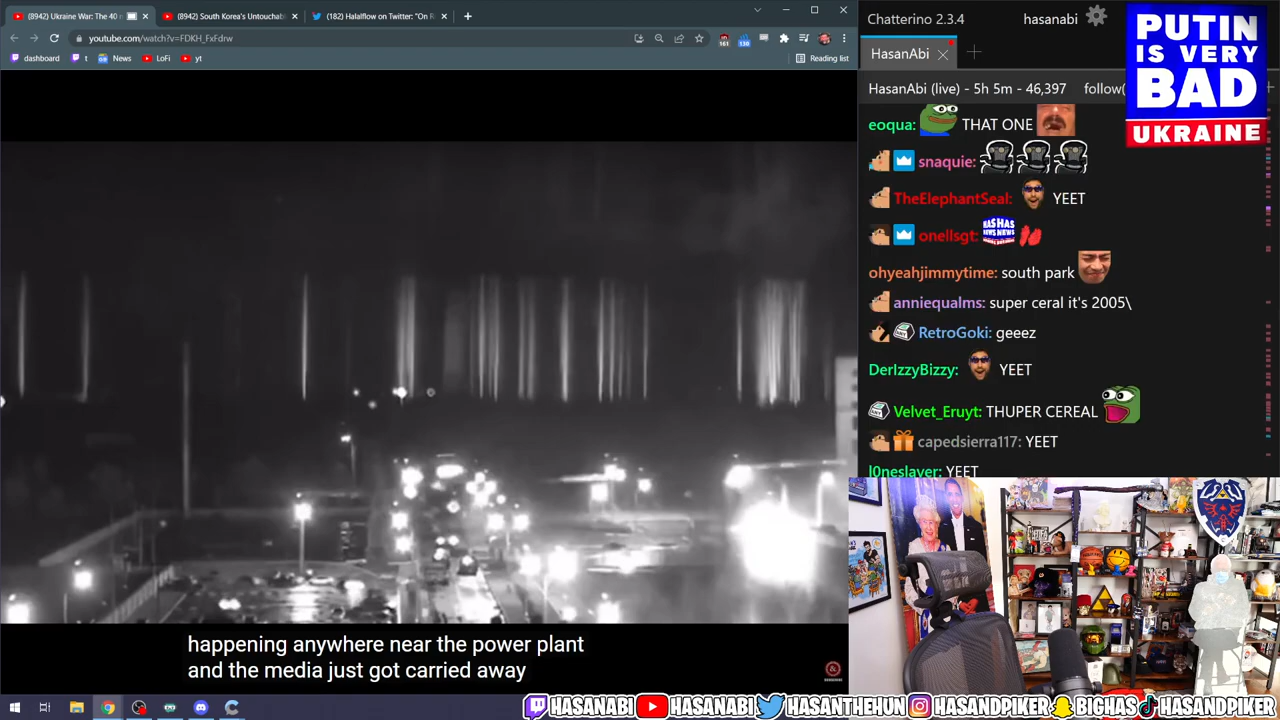 (8942) Ukraine War: The 40 m
(8942) South Korea's Untouchab
(182) Halalflow on Twitter: "On R
youtube.com/watch?v=FDKH_FxFdrw
161
130
dashboard
t
News
LoFi
yt
Reading list
happening anywhere near the power plant
and the media just got carried away
Chatterino 2.3.4
hasanabi
HasanAbi
HasanAbi (live) - 5h 5m - 46,397
follow(
PUTIN
IS VERY
BAD
UKRAINE
eoqua: THAT ONE
snaquie:
TheElephantSeal: YEET
onellsgt:
ohyeahjimmytime: south park
anniequalms: super ceral it's 2005\
RetroGoki: geeez
DerIzzyBizzy: YEET
Velvet_Eruyt: THUPER CEREAL
capedsierra117: YEET
l0neslayer: YEET
HASANABI
HASANABI
HASANTHEHUN
HASANDPIKER
BIGHAS
HASANDPIKER